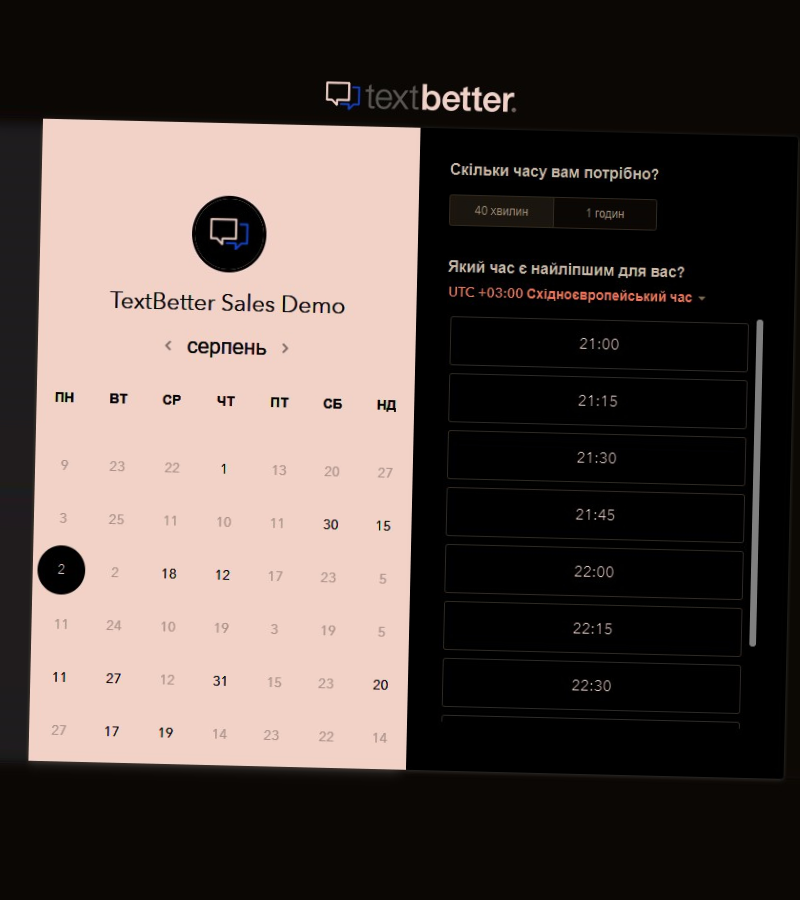 textbetter.
TextBetter Sales Demo
серпень
ПН ВТ СР ЧТ ПТ СБ НД
9 23 22 1 13 20 27
3 25 11 10 11 30 15
2 2 18 12 17 23 5
11 24 10 19 3 19 5
11 27 12 31 15 23 20
27 17 19 14 23 22 14
Скільки часу вам потрібно?
40 хвилин 1 годин
Який час є найліпшим для вас?
UTC +03:00 Східноєвропейський час
21:00
21:15
21:30
21:45
22:00
22:15
22:30